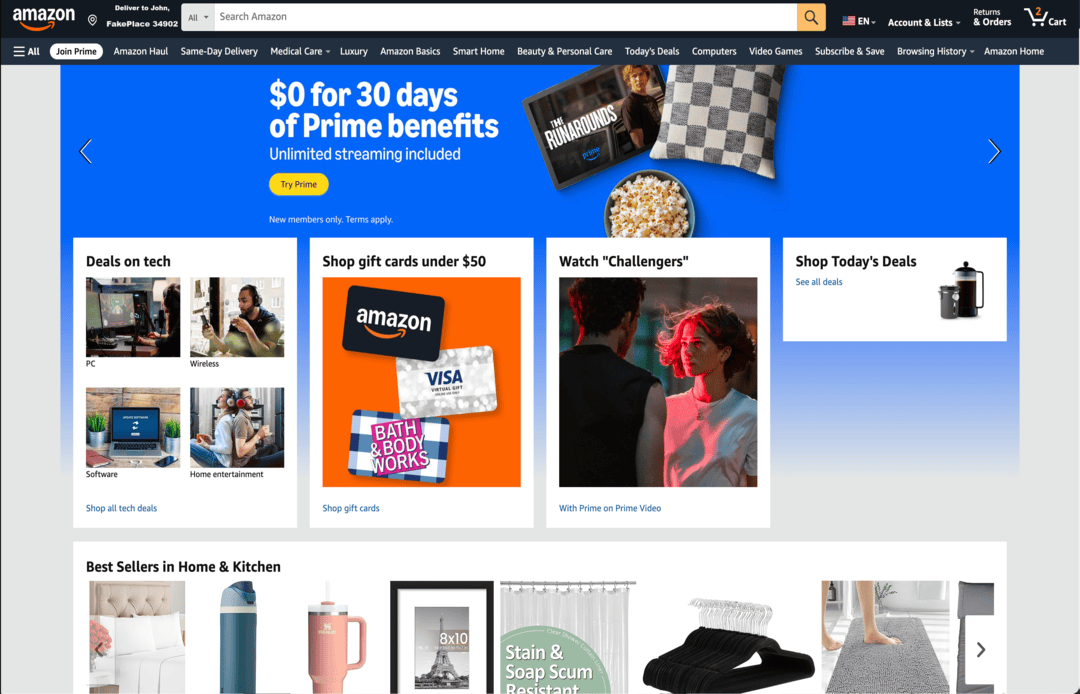 amazon
Deliver to John,
FakePlace 34902
All
Search Amazon
EN
Account & Lists
Returns
& Orders
2
Cart
All
Join Prime
Amazon Haul
Same-Day Delivery
Medical Care
Luxury
Amazon Basics
Smart Home
Beauty & Personal Care
Today's Deals
Computers
Video Games
Subscribe & Save
Browsing History
Amazon Home
$0 for 30 days
of Prime benefits
Unlimited streaming included
Try Prime
New members only. Terms apply.
THE
RUNAROUNDS
prime
Deals on tech
PC
Wireless
Software
Home entertainment
Shop all tech deals
Shop gift cards under $50
amazon
VISA
VIRTUAL GIFT
BATH
& BODY
WORKS
Shop gift cards
Watch "Challengers"
With Prime on Prime Video
Shop Today's Deals
See all deals
Best Sellers in Home & Kitchen
8x10
Stain &
Soap Scum
Resistant